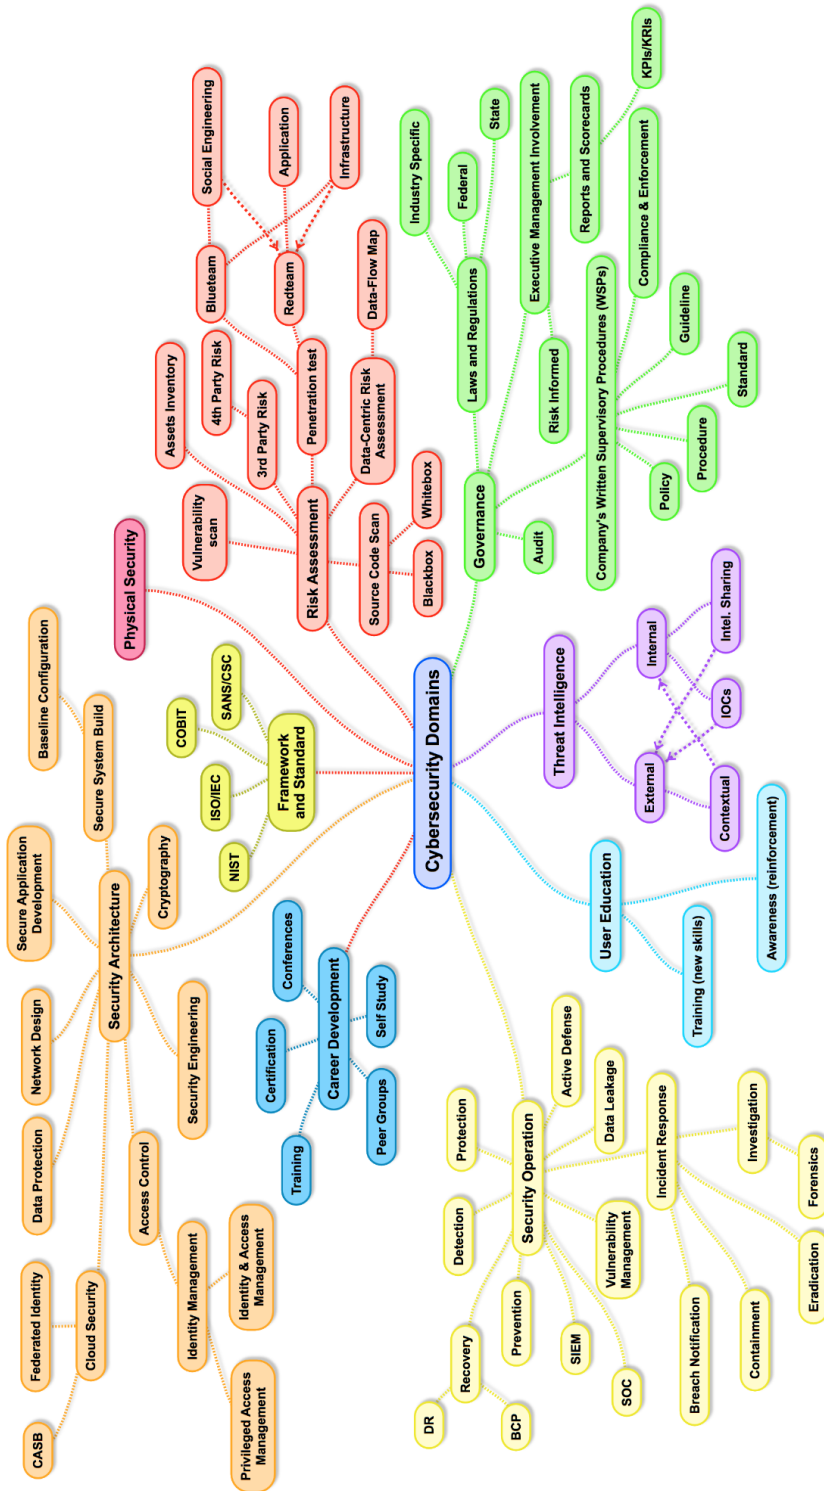 Cybersecurity Domains
Physical Security
Framework
and Standard
NIST
ISO/IEC
COBIT
SANS/CSC
Security Architecture
Cryptography
Security Engineering
Secure System Build
Baseline Configuration
Secure Application
Development
Network Design
Data Protection
Access Control
Identity Management
Identity & Access
Management
Privileged Access
Management
Cloud Security
Federated Identity
CASB
Career Development
Conferences
Certification
Training
Peer Groups
Self Study
Risk Assessment
Vulnerability
scan
Assets Inventory
3rd Party Risk
4th Party Risk
Penetration test
Blueteam
Redteam
Social Engineering
Application
Infrastructure
Data-Centric Risk
Assessment
Data-Flow Map
Source Code Scan
Blackbox
Whitebox
Governance
Audit
Laws and Regulations
Industry Specific
Federal
State
Executive Management Involvement
Risk Informed
Reports and Scorecards
KPIs/KRIs
Company's Written Supervisory Procedures (WSPs)
Policy
Procedure
Standard
Guideline
Compliance & Enforcement
Threat Intelligence
External
Internal
Contextual
IOCs
Intel. Sharing
User Education
Training (new skills)
Awareness (reinforcement)
Security Operation
Active Defense
Protection
Data Leakage
Detection
Vulnerability
Management
Prevention
Recovery
DR
BCP
SIEM
SOC
Incident Response
Breach Notification
Containment
Eradication
Investigation
Forensics